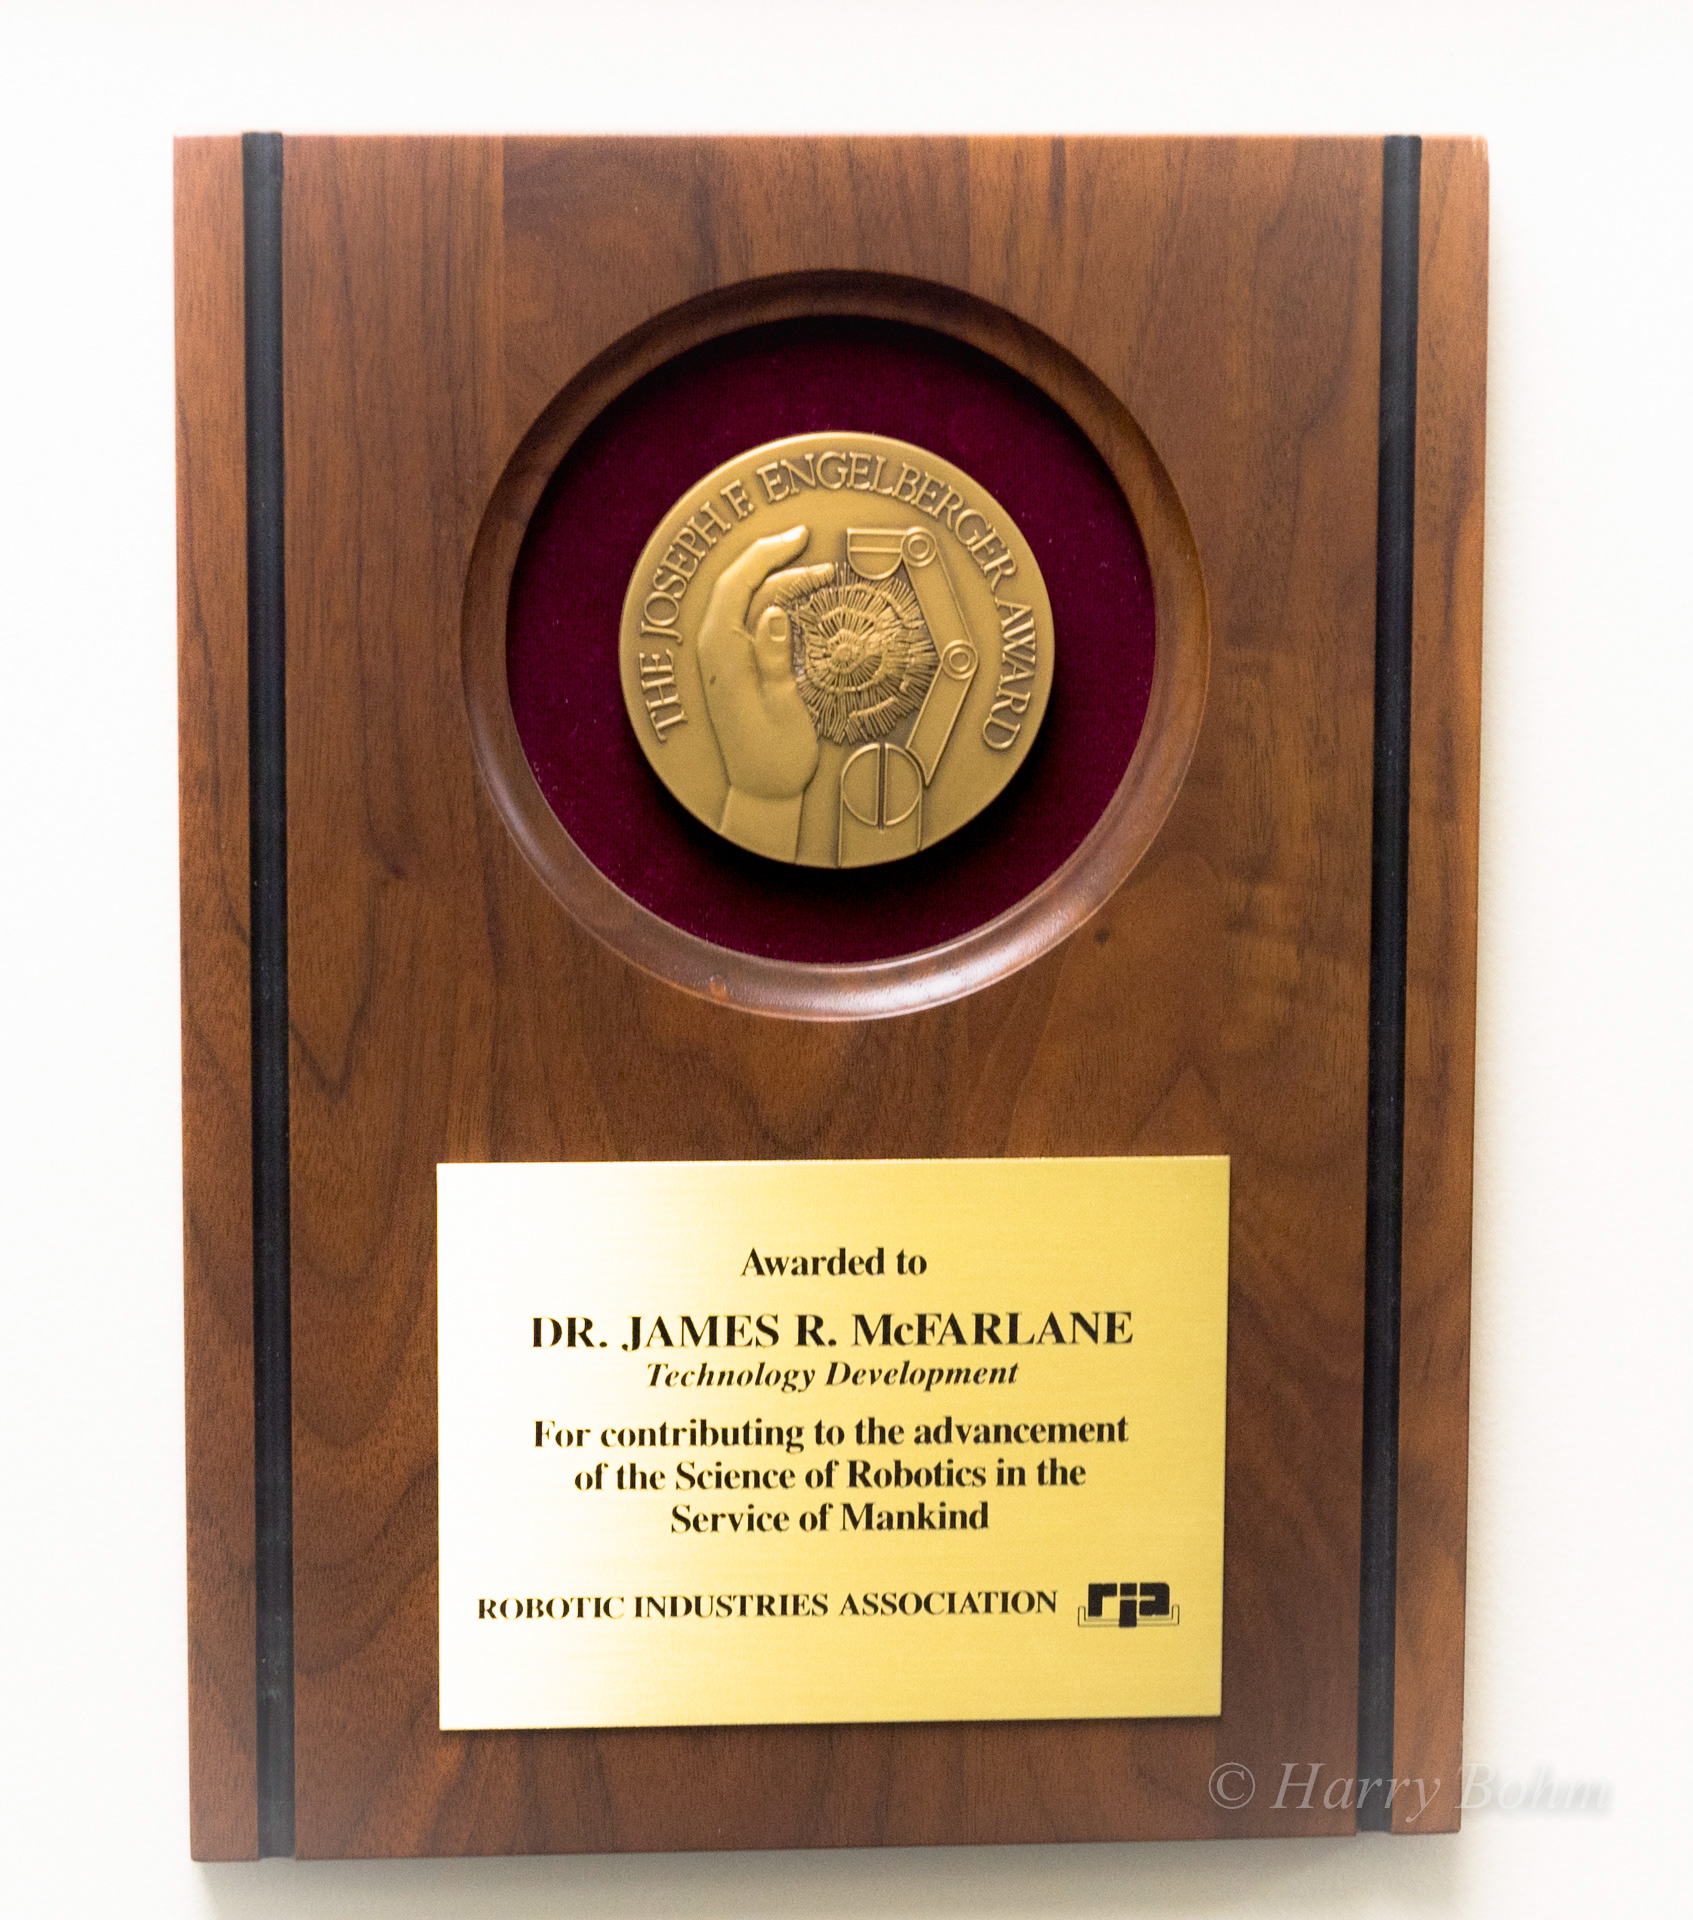 THE JOSEPH F. ENGELBERGER AWARD
Awarded to
DR. JAMES R. McFARLANE
Technology Development
For contributing to the advancement
of the Science of Robotics in the
Service of Mankind
ROBOTIC INDUSTRIES ASSOCIATION ria
© Harry Bohm